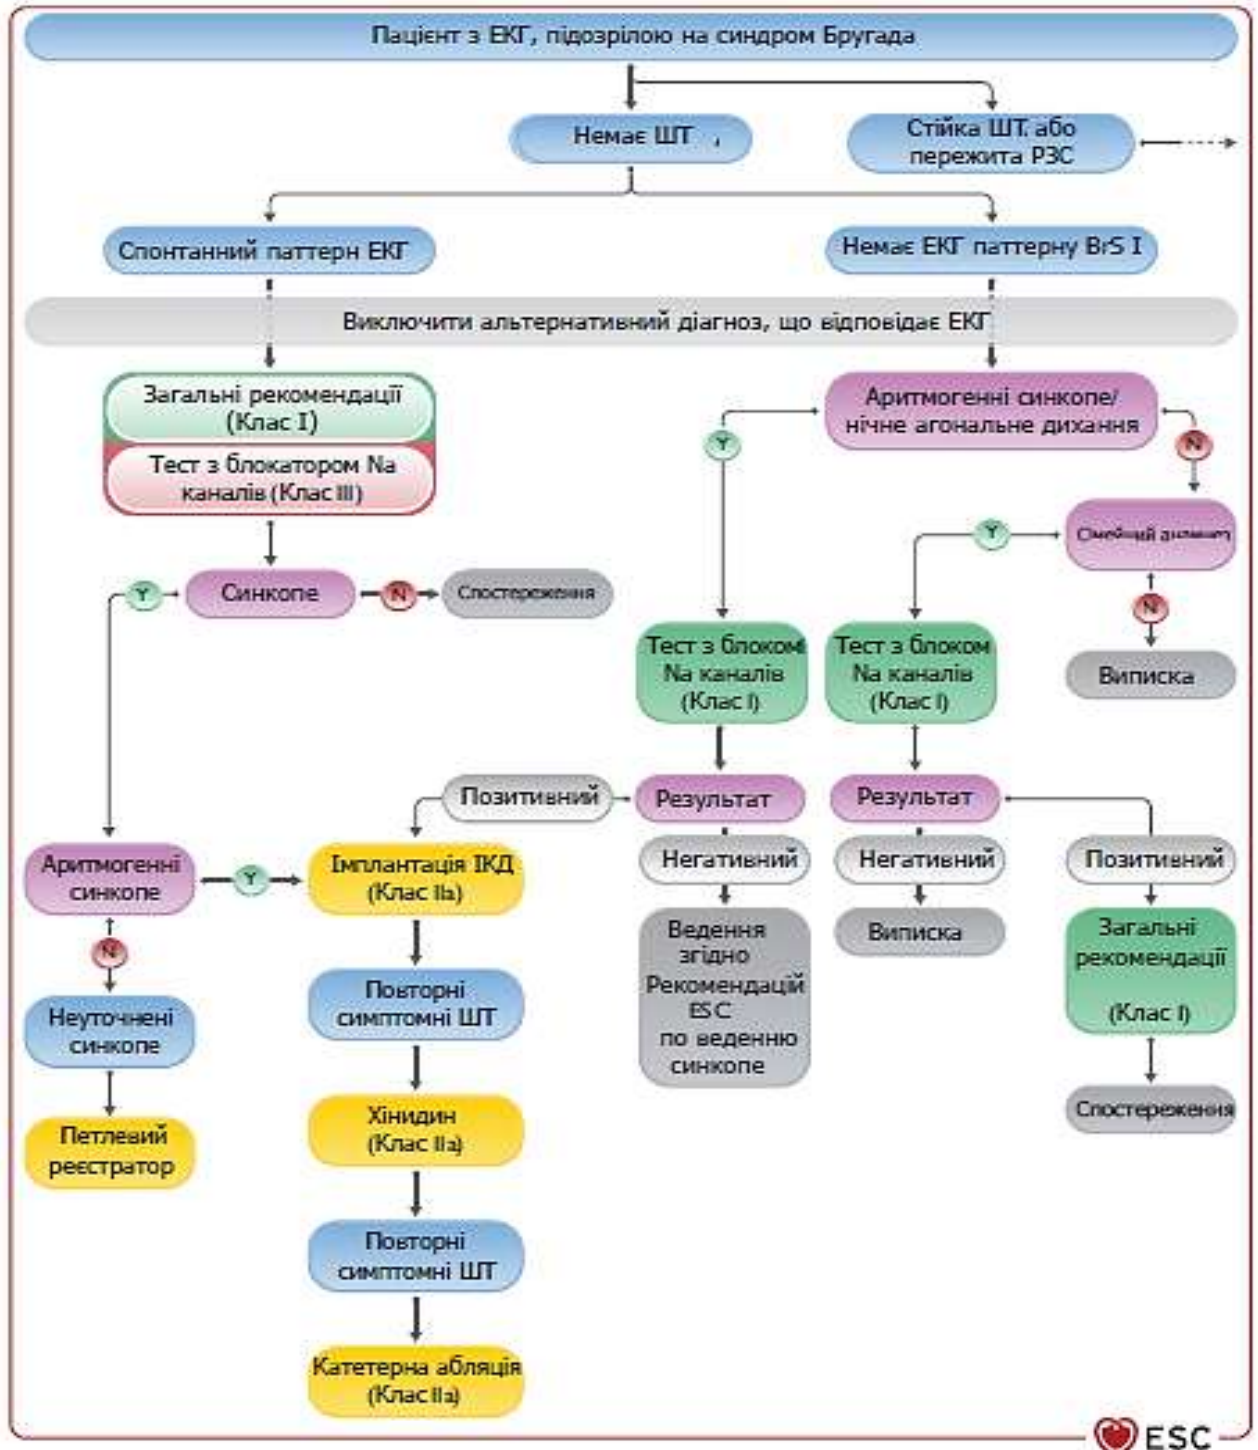 Пацієнт з ЕКГ, підозрілою на синдром Бругада
Немає ШТ ,
Стійка ШТ. або
пережита РЗС
Спонтанний паттерн ЕКГ
Немає ЕКГ паттерну BrS I
Виключити альтернативний діагноз, що відповідає ЕКГ
Загальні рекомендації
(Клас I)
Тест з блокатором Na
каналів (Клас III)
Аритмогенні синкопе/
нічне агональне дихання
Y
N
Сімейний
Y
Синкопе
Y
N
Спостереження
N
Виписка
Тест з блоком
Na каналів
(Клас I)
Тест з блоком
Na каналів
(Клас I)
Позитивний
Результат
Результат
Негативний
Негативний
Позитивний
Аритмогенні
синкопе
Y
Імплантація ІКД
(Клас IIa)
Ведення
згідно
Рекомендацій
ESC
по веденню
синкопе
Виписка
Загальні
рекомендації
(Клас I)
N
Неуточнені
синкопе
Повторні
симптомні ШТ
Спостереження
Петлевий
реєстратор
Хінидин
(Клас IIa)
Повторні
симптомні ШТ
Катетерна абляція
(Клас IIa)
ESC